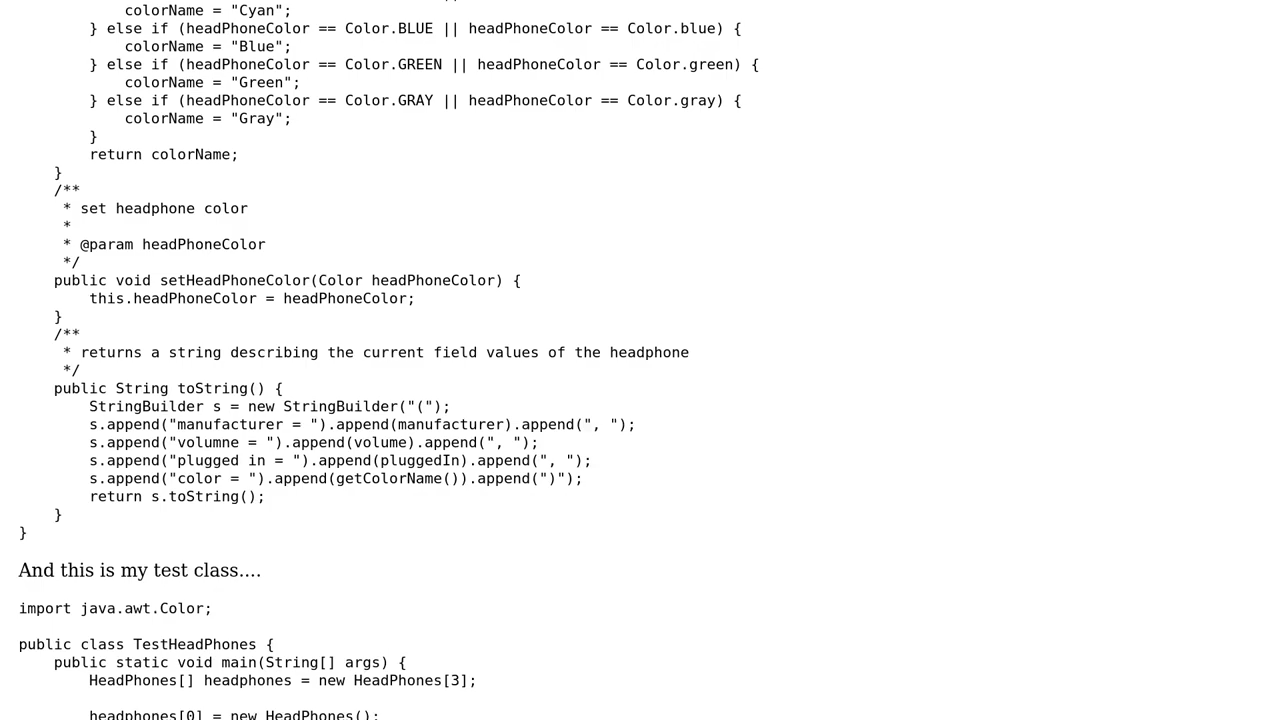 colorName = "Cyan";
} else if (headPhoneColor == Color.BLUE || headPhoneColor == Color.blue) {
colorName = "Blue";
} else if (headPhoneColor == Color.GREEN || headPhoneColor == Color.green) {
colorName = "Green";
} else if (headPhoneColor == Color.GRAY || headPhoneColor == Color.gray) {
colorName = "Gray";
}
return colorName;
}
/**
* set headphone color
*
* @param headPhoneColor
*/
public void setHeadPhoneColor(Color headPhoneColor) {
this.headPhoneColor = headPhoneColor;
}
/**
* returns a string describing the current field values of the headphone
*/
public String toString() {
StringBuilder s = new StringBuilder("(");
s.append("manufacturer = ").append(manufacturer).append(", ");
s.append("volumne = ").append(volume).append(", ");
s.append("plugged in = ").append(pluggedIn).append(", ");
s.append("color = ").append(getColorName()).append(")");
return s.toString();
}
}
And this is my test class....
import java.awt.Color;
public class TestHeadPhones {
public static void main(String[] args) {
HeadPhones[] headphones = new HeadPhones[3];
headphones[0] = new HeadPhones();